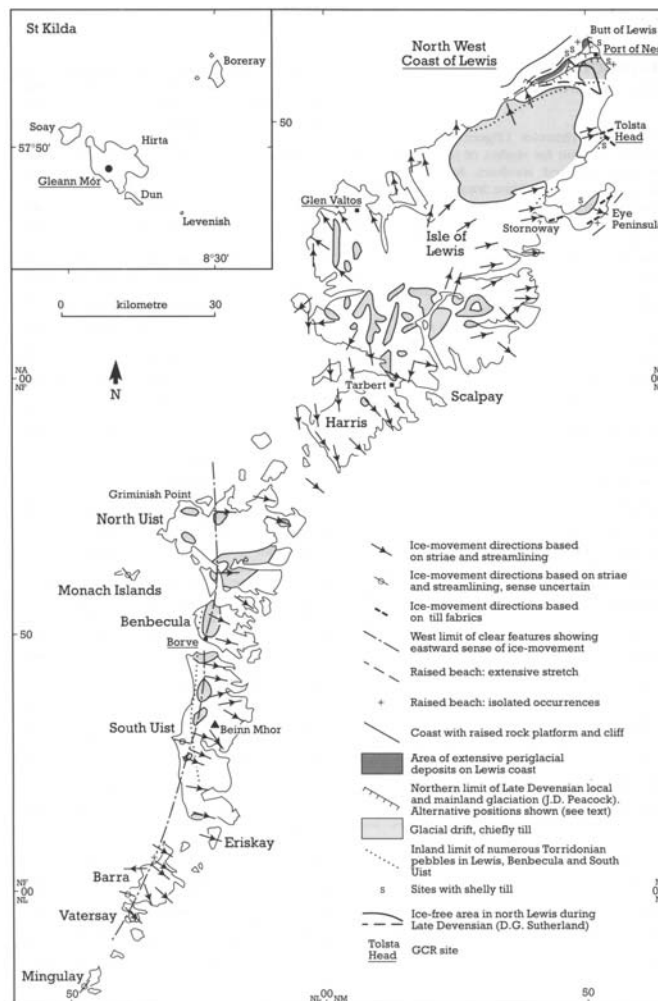 St Kilda
Boreray
Soay
57°50'
Hirta
Gleann Mór
Dun
Levenish
8°30'
0 kilometre 30
N
North West
Coast of Lewis
Butt of Lewis
Port of Nes
S
S
S
50
Tolsta
Head
S
Glen Valtos
Isle of
Lewis
Stornoway
S
Eye
Peninsul
NA
00
NF
00
Tarbert
Scalpay
Harris
Griminish Point
North Uist
Monach Islands
Benbecula
50
Borve
South Uist
Beinn Mhor
Eriskay
Barra
NF
00
NL
00
Vatersay
Mingulay
50
00
NL NM
50
Ice-movement directions based
on striae and streamlining
Ice-movement directions based on striae
and streamlining, sense uncertain
Ice-movement directions based
on till fabrics
West limit of clear features showing
eastward sense of ice-movement
Raised beach: extensive stretch
Raised beach: isolated occurrences
Coast with raised rock platform and cliff
Area of extensive periglacial
deposits on Lewis coast
Northern limit of Late Devensian local
and mainland glaciation (J.D. Peacock).
Alternative positions shown (see text)
Glacial drift, chiefly till
Inland limit of numerous Torridonian
pebbles in Lewis, Benbecula and South
Uist
s Sites with shelly till
Ice-free area in north Lewis during
Late Devensian (D.G. Sutherland)
Tolsta
Head GCR site